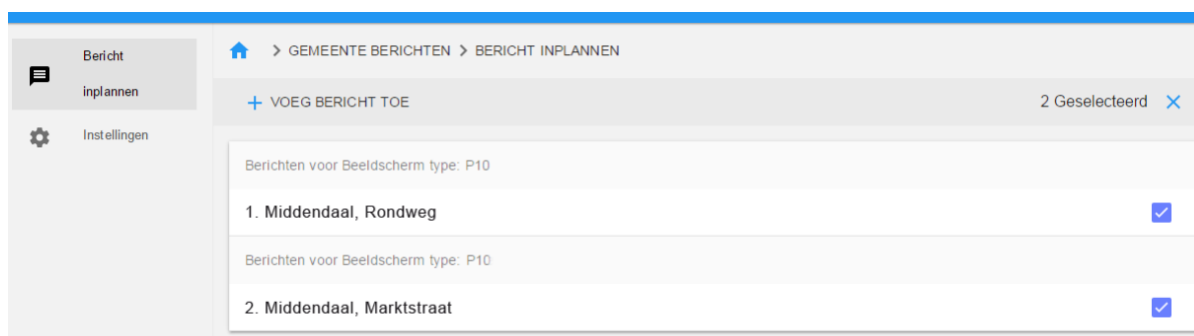 Bericht
inplannen
Instellingen
> GEMEENTE BERICHTEN > BERICHT INPLANNEN
+ VOEG BERICHT TOE
2 Geselecteerd
Berichten voor Beeldscherm type: P10
1. Middendaal, Rondweg
Berichten voor Beeldscherm type: P10
2. Middendaal, Marktstraat